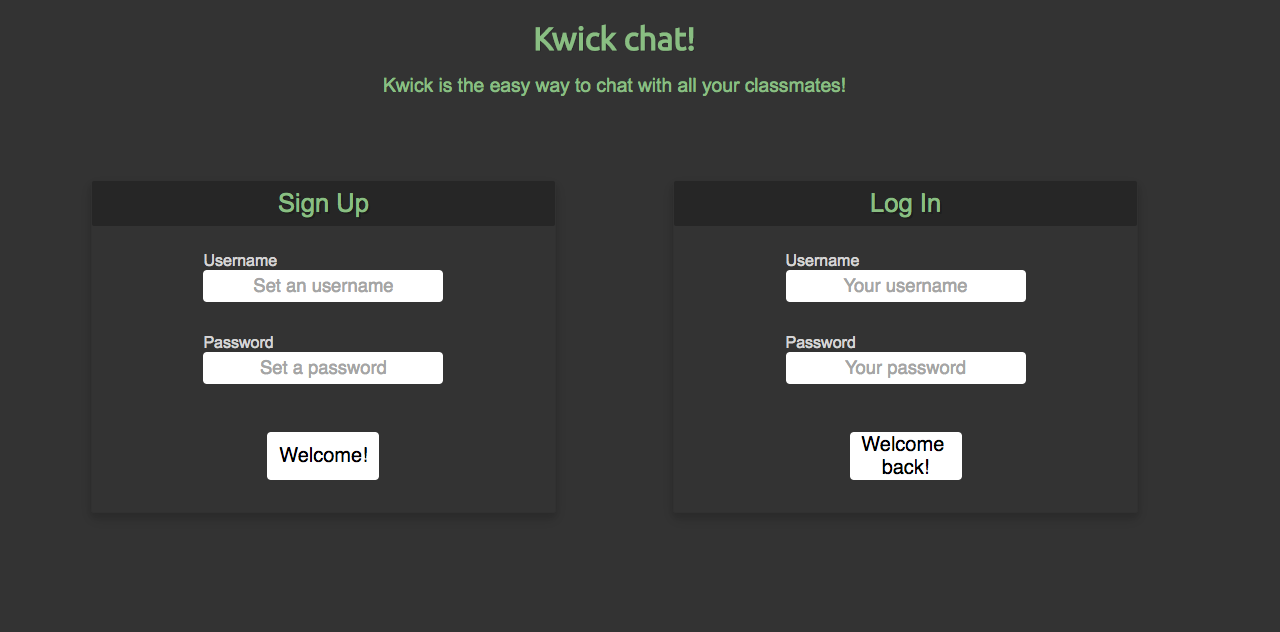 Kwick chat!
Kwick is the easy way to chat with all your classmates!
Sign Up
Username
Set an username
Password
Set a password
Welcome!
Log In
Username
Your username
Password
Your password
Welcome
back!